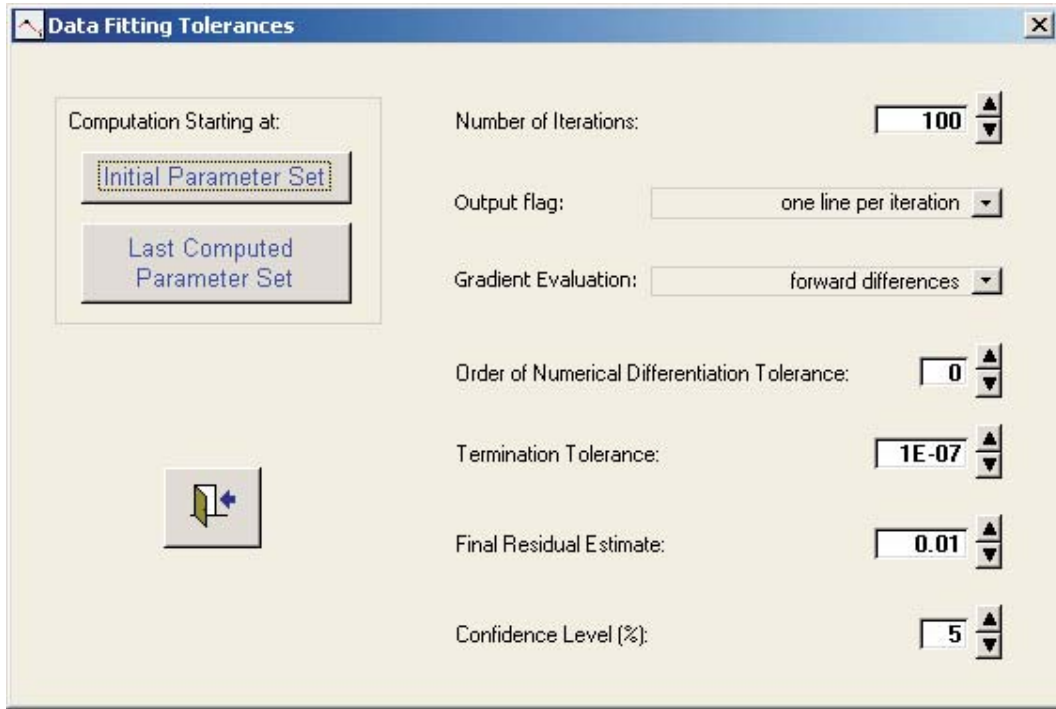 Data Fitting Tolerances
Computation Starting at:
Initial Parameter Set
Last Computed
Parameter Set
Number of Iterations:
100
Output flag:
one line per iteration
Gradient Evaluation:
forward differences
Order of Numerical Differentiation Tolerance:
0
Termination Tolerance:
1E-07
Final Residual Estimate:
0.01
Confidence Level (%):
5